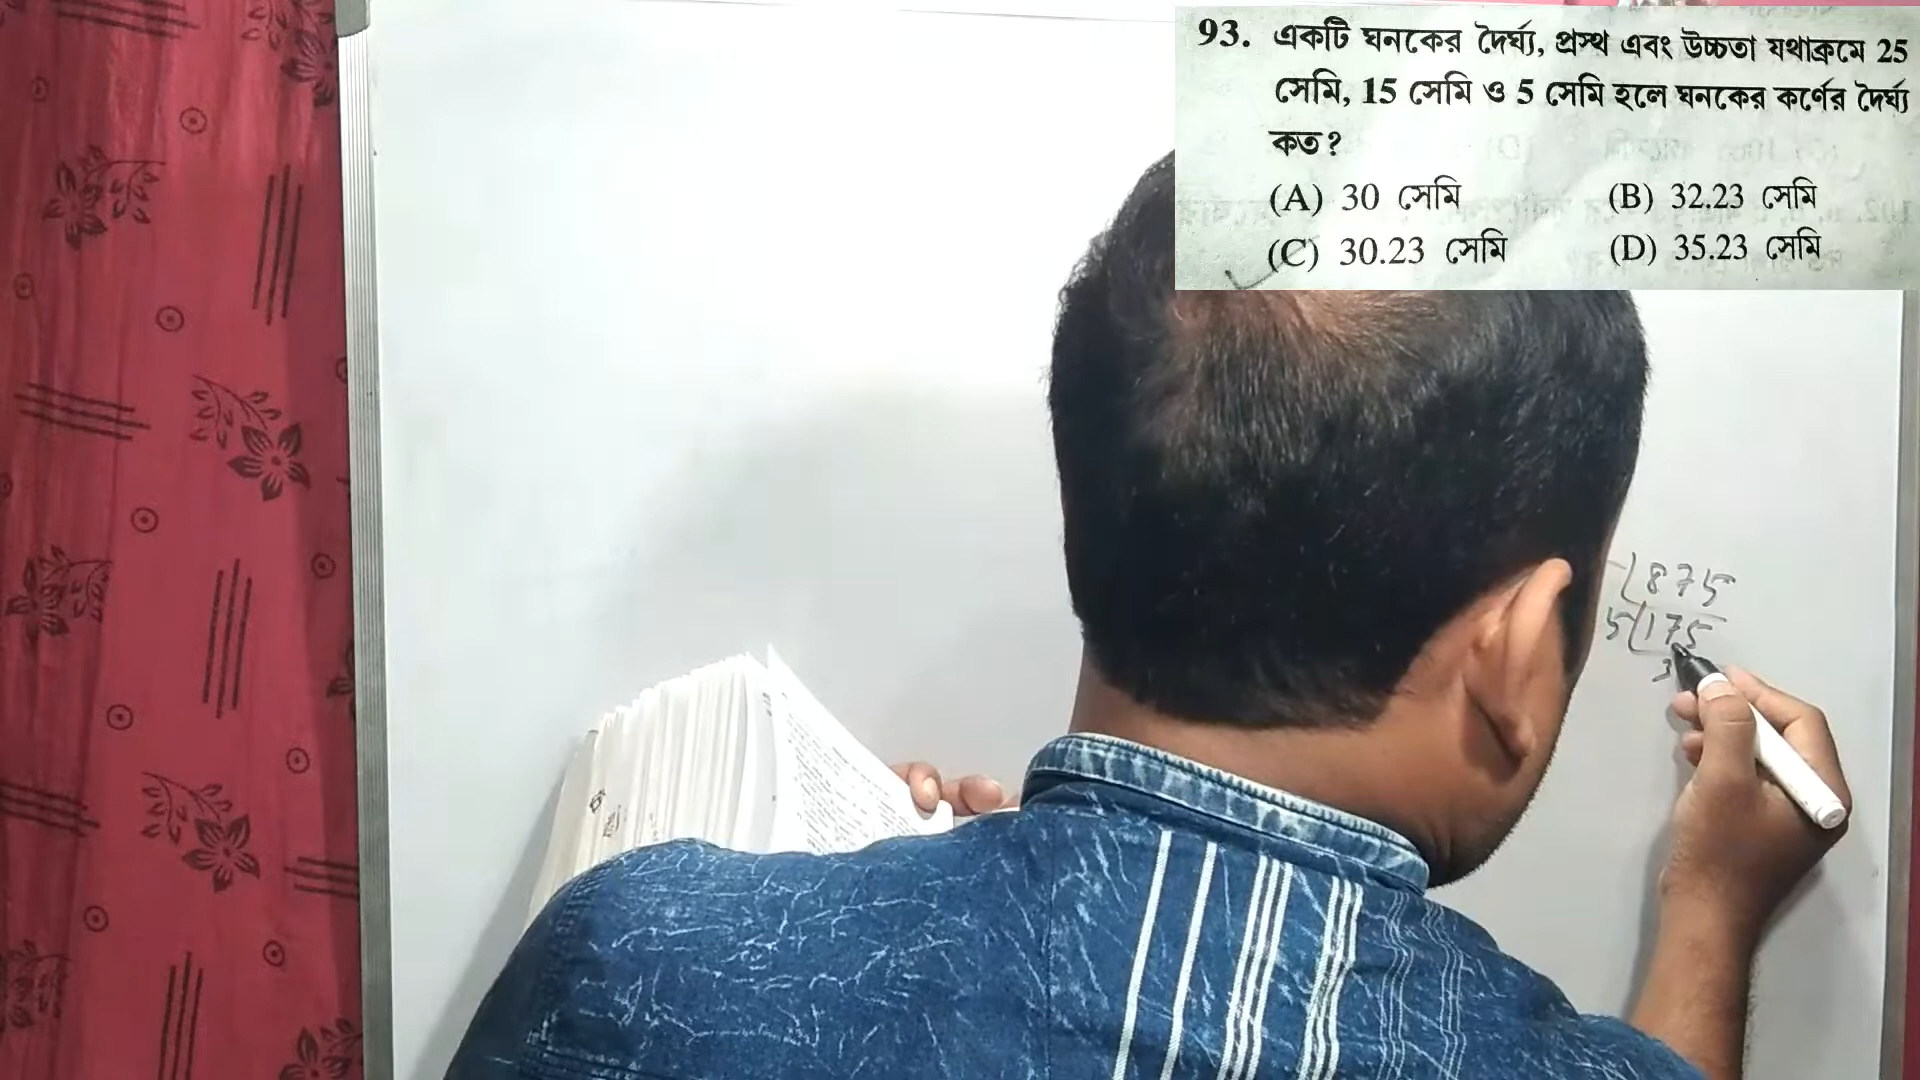 93. একটি ঘনকের দৈর্ঘ্য, প্রস্থ এবং উচ্চতা যথাক্রমে 25
সেমি, 15 সেমি ও 5 সেমি হলে ঘনকের কর্ণের দৈর্ঘ্য
কত?
(A) 30 সেমি (B) 32.23 সেমি
(C) 30.23 সেমি (D) 35.23 সেমি
875
5 175
3